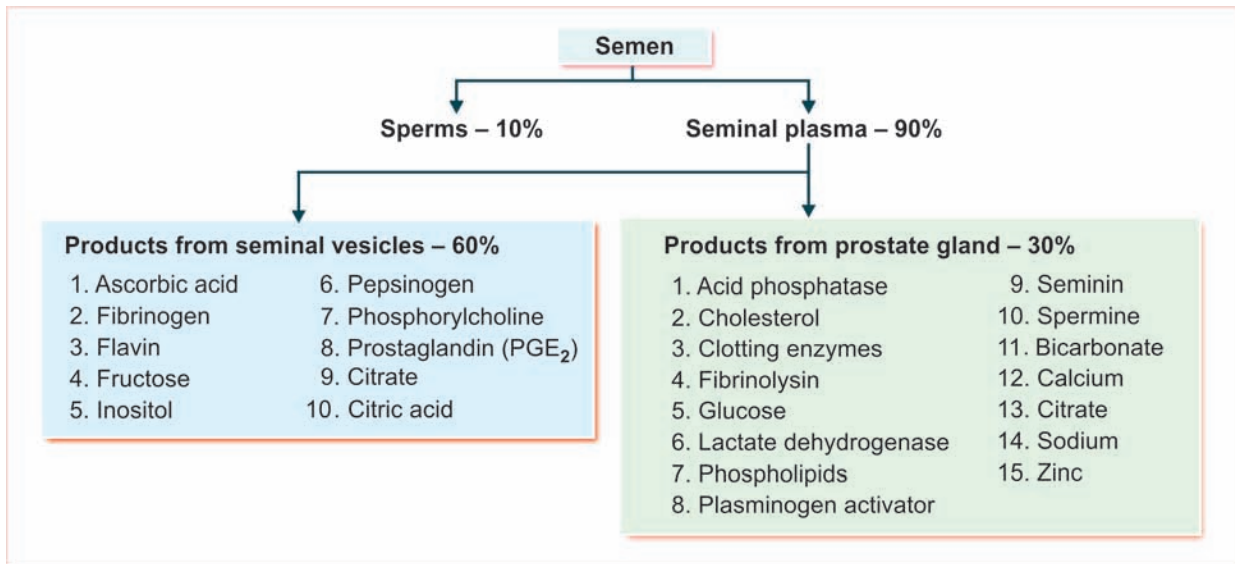 Semen
Sperms – 10%
Seminal plasma – 90%
Products from seminal vesicles – 60%
1. Ascorbic acid
2. Fibrinogen
3. Flavin
4. Fructose
5. Inositol
6. Pepsinogen
7. Phosphorylcholine
8. Prostaglandin (PGE₂)
9. Citrate
10. Citric acid
Products from prostate gland – 30%
1. Acid phosphatase
2. Cholesterol
3. Clotting enzymes
4. Fibrinolysin
5. Glucose
6. Lactate dehydrogenase
7. Phospholipids
8. Plasminogen activator
9. Seminin
10. Spermine
11. Bicarbonate
12. Calcium
13. Citrate
14. Sodium
15. Zinc